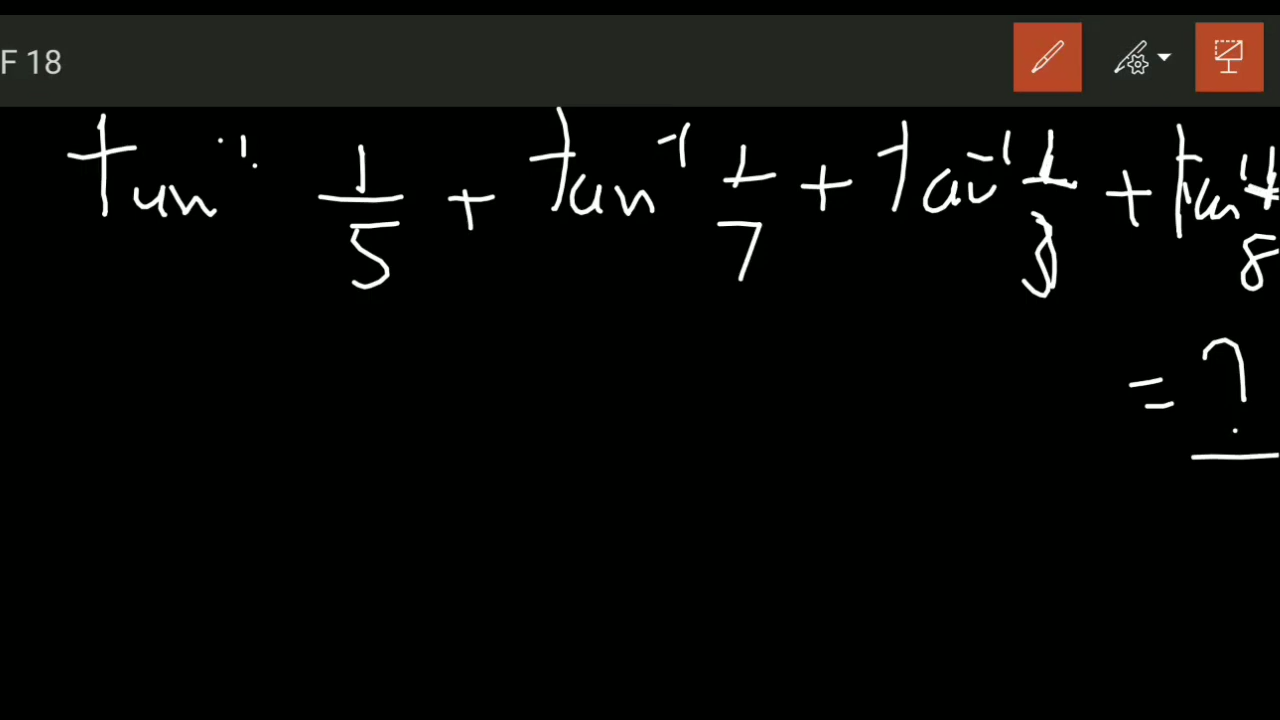 F 18
tan⁻¹ 1/5 + tan⁻¹ 1/7 + tan⁻¹ 1/3 + tan⁻¹ 1/8
= ?